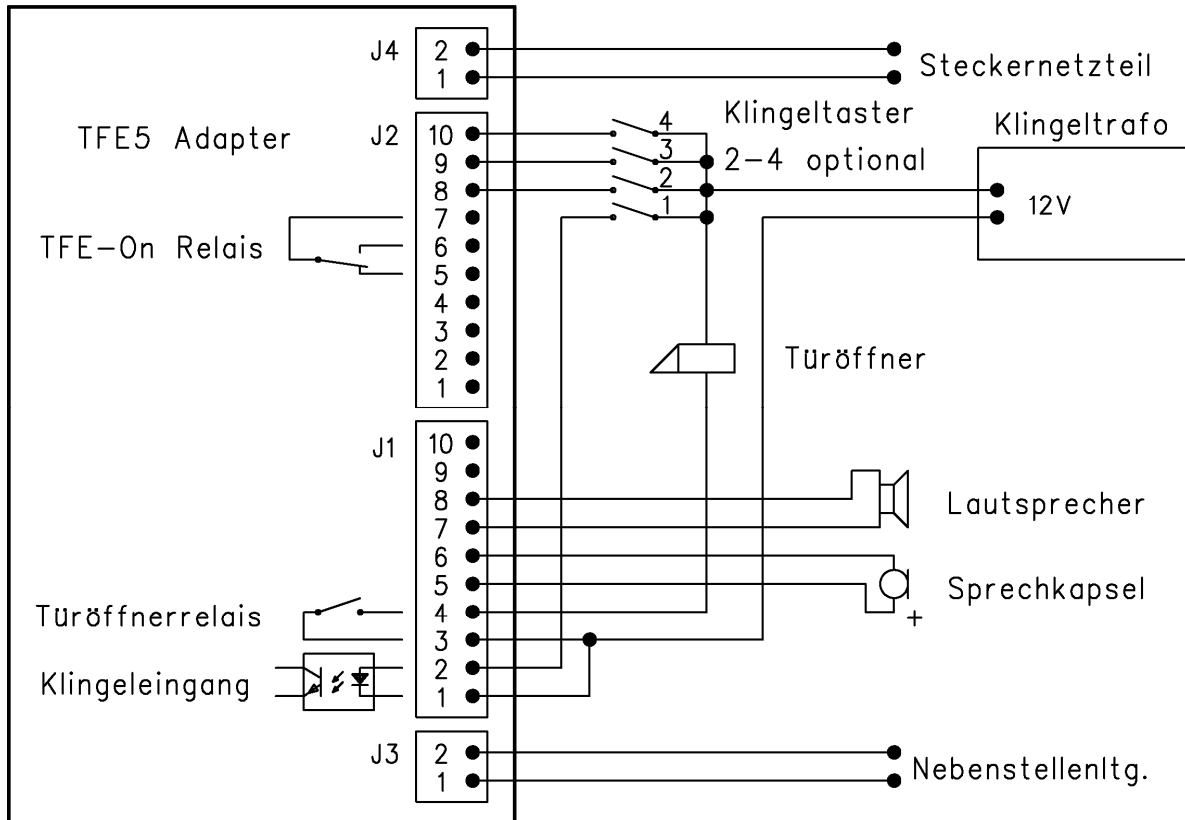 J4
2
1
Steckernetzteil
TFE5 Adapter
J2
10
9
8
7
6
5
4
3
2
1
4
3
2
1
Klingeltaster
2-4 optional
Klingeltrafo
12V
TFE-On Relais
Türöffner
J1
10
9
8
7
6
5
4
3
2
1
Lautsprecher
Sprechkapsel
+
Türöffnerrelais
Klingeleingang
J3
2
1
Nebenstellenltg.